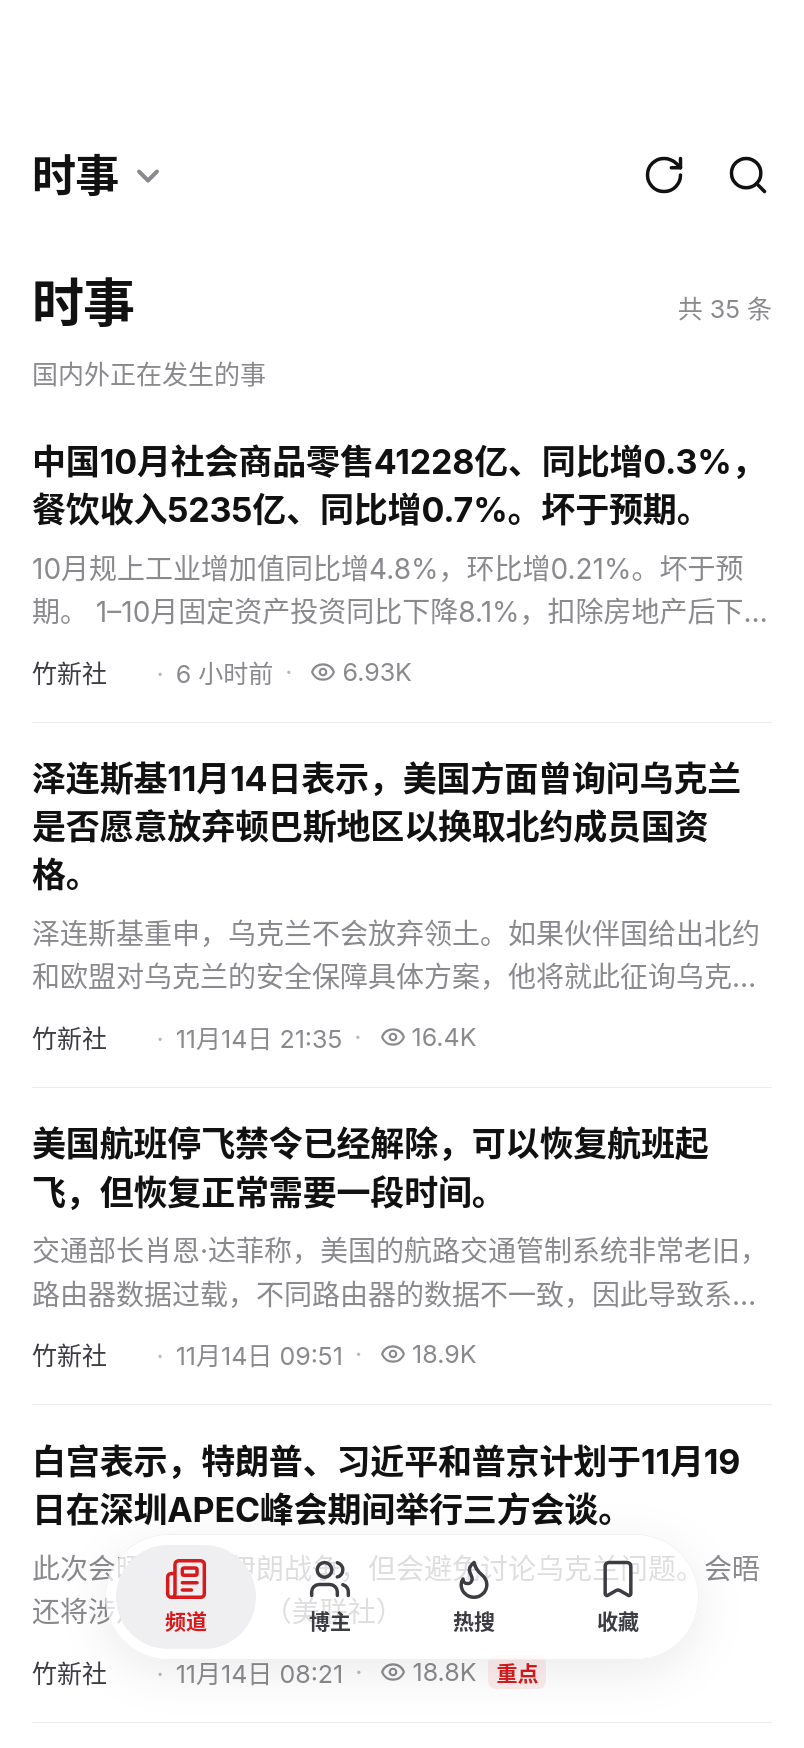 时事
时事
共 35 条
国内外正在发生的事
中国10月社会商品零售41228亿、同比增0.3%，
餐饮收入5235亿、同比增0.7%。坏于预期。
10月规上工业增加值同比增4.8%，环比增0.21%。坏于预
期。 1–10月固定资产投资同比下降8.1%，扣除房地产后下...
竹新社 · 6 小时前 · 6.93K
泽连斯基11月14日表示，美国方面曾询问乌克兰
是否愿意放弃顿巴斯地区以换取北约成员国资
格。
泽连斯基重申，乌克兰不会放弃领土。如果伙伴国给出北约
和欧盟对乌克兰的安全保障具体方案，他将就此征询乌克...
竹新社 · 11月14日 21:35 · 16.4K
美国航班停飞禁令已经解除，可以恢复航班起
飞，但恢复正常需要一段时间。
交通部长肖恩·达菲称，美国的航路交通管制系统非常老旧，
路由器数据过载，不同路由器的数据不一致，因此导致系...
竹新社 · 11月14日 09:51 · 18.9K
白宫表示，特朗普、习近平和普京计划于11月19
日在深圳APEC峰会期间举行三方会谈。
此次会 朗战争，但会避免讨论乌克兰问题。会晤
还将涉 （美联社）
竹新社 · 11月14日 08:21 · 18.8K 重点
频道 博主 热搜 收藏